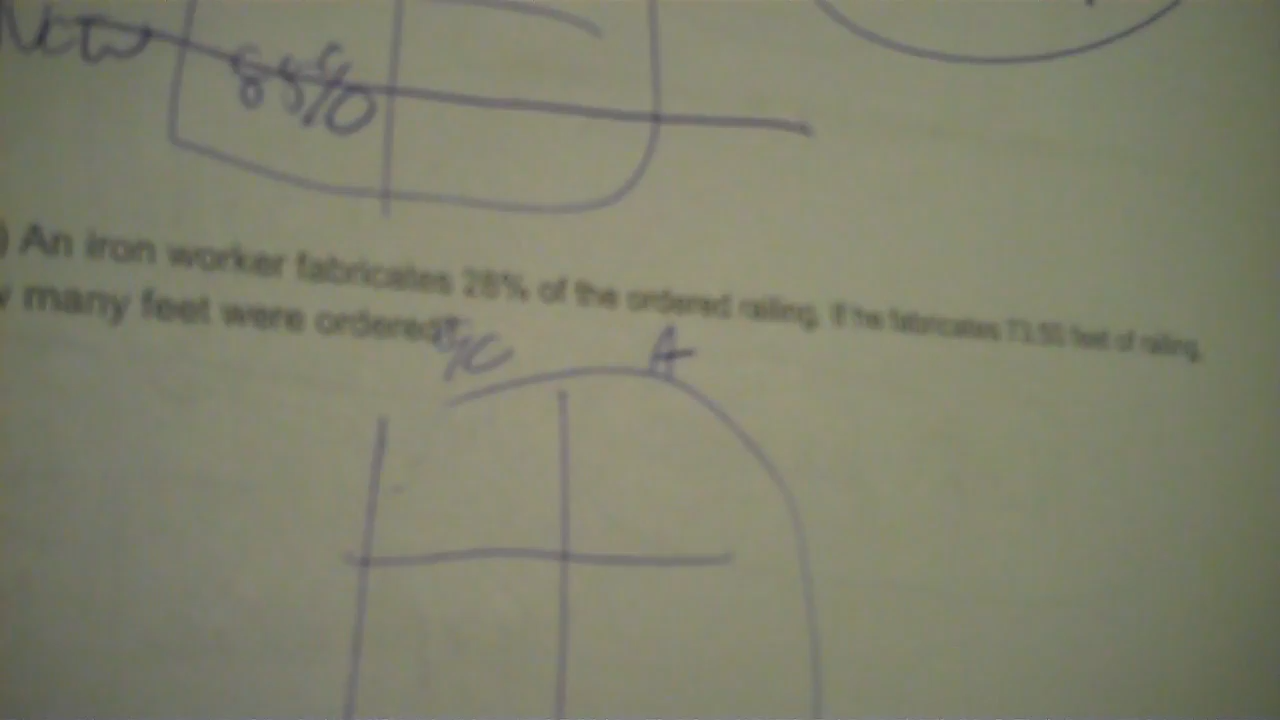 New
85%
An iron worker fabricates 28% of the ordered railing. If he fabricates 73.50 feet of railing,
many feet were ordered?
% A